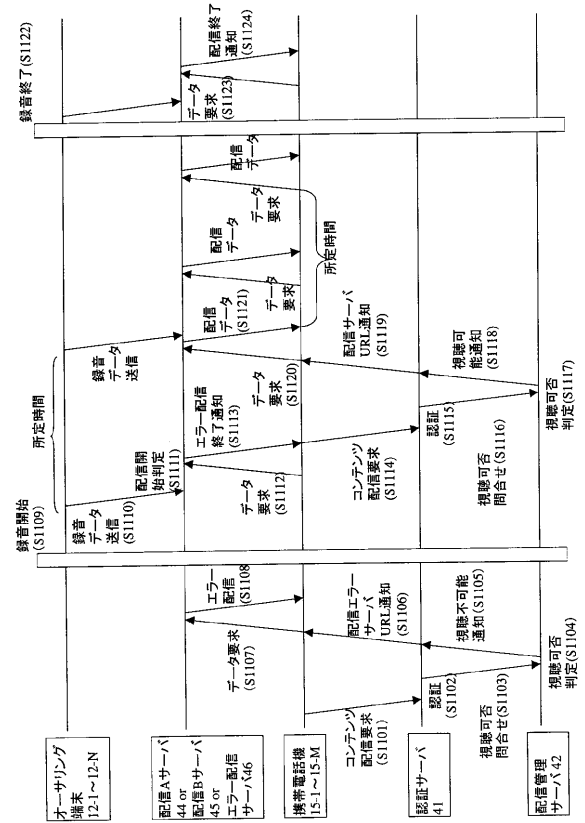 オーサリング
端末
12-1～12-N
配信Aサーバ
44 or
配信Bサーバ
45 or
エラー配信
サーバ46
携帯電話機
15-1～15-M
認証サーバ
41
配信管理
サーバ 42
コンテンツ
配信要求
(S1101)
認証
(S1102)
視聴可否
問合せ(S1103)
視聴可否
判定(S1104)
視聴不可能
通知(S1105)
配信エラー
サーバ
URL通知
(S1106)
データ要求
(S1107)
エラー
配信
(S1108)
録音開始
(S1109)
録音
データ
送信
(S1110)
配信開
始判定
(S1111)
データ
要求
(S1112)
エラー配信
終了通知
(S1113)
コンテンツ
配信要求
(S1114)
認証
(S1115)
視聴可否
問合せ
(S1116)
視聴可否
判定(S1117)
視聴可
能通知
(S1118)
配信サーバ
URL通知
(S1119)
データ
要求
(S1120)
所定時間
録音
データ
送信
配信
データ
(S1121)
データ
要求
配信
データ
データ
要求
配信
データ
所定時間
録音終了(S1122)
データ
要求
(S1123)
配信終了
通知
(S1124)